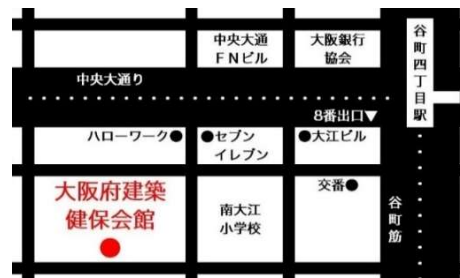 中央大通
FNビル
大阪銀行
協会
谷町四丁目駅
中央大通り
8番出口▼
ハローワーク●
●セブン
イレブン
●大江ビル
大阪府建築
健保会館
南大江
小学校
交番●
谷町筋